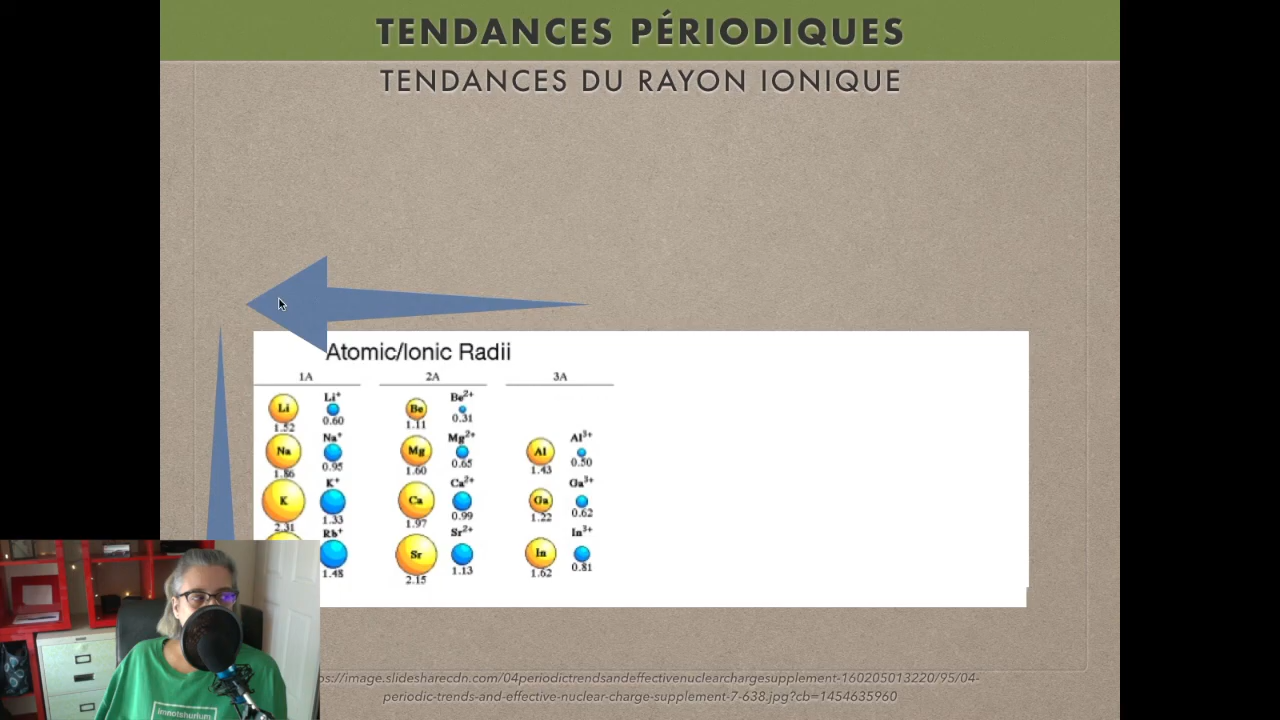 TENDANCES PÉRIODIQUES
TENDANCES DU RAYON IONIQUE
Atomic/Ionic Radii
1A 2A 3A
Li Li+ Be Be2+
1.52 0.60 1.11 0.31
Na Na+ Mg Mg2+ Al Al3+
1.86 0.95 1.60 0.65 1.43 0.50
K K+ Ca Ca2+ Ga Ga3+
2.31 1.33 1.97 0.99 1.22 0.62
Rb+ Sr Sr2+ In In3+
1.48 2.15 1.13 1.62 0.81
ps://image.slidesharecdn.com/04periodictrendsandeffectivenuclearchargesupplement-160205013220/95/04-
periodic-trends-and-effective-nuclear-charge-supplement-7-638.jpg?cb=1454635960
imnotshurium